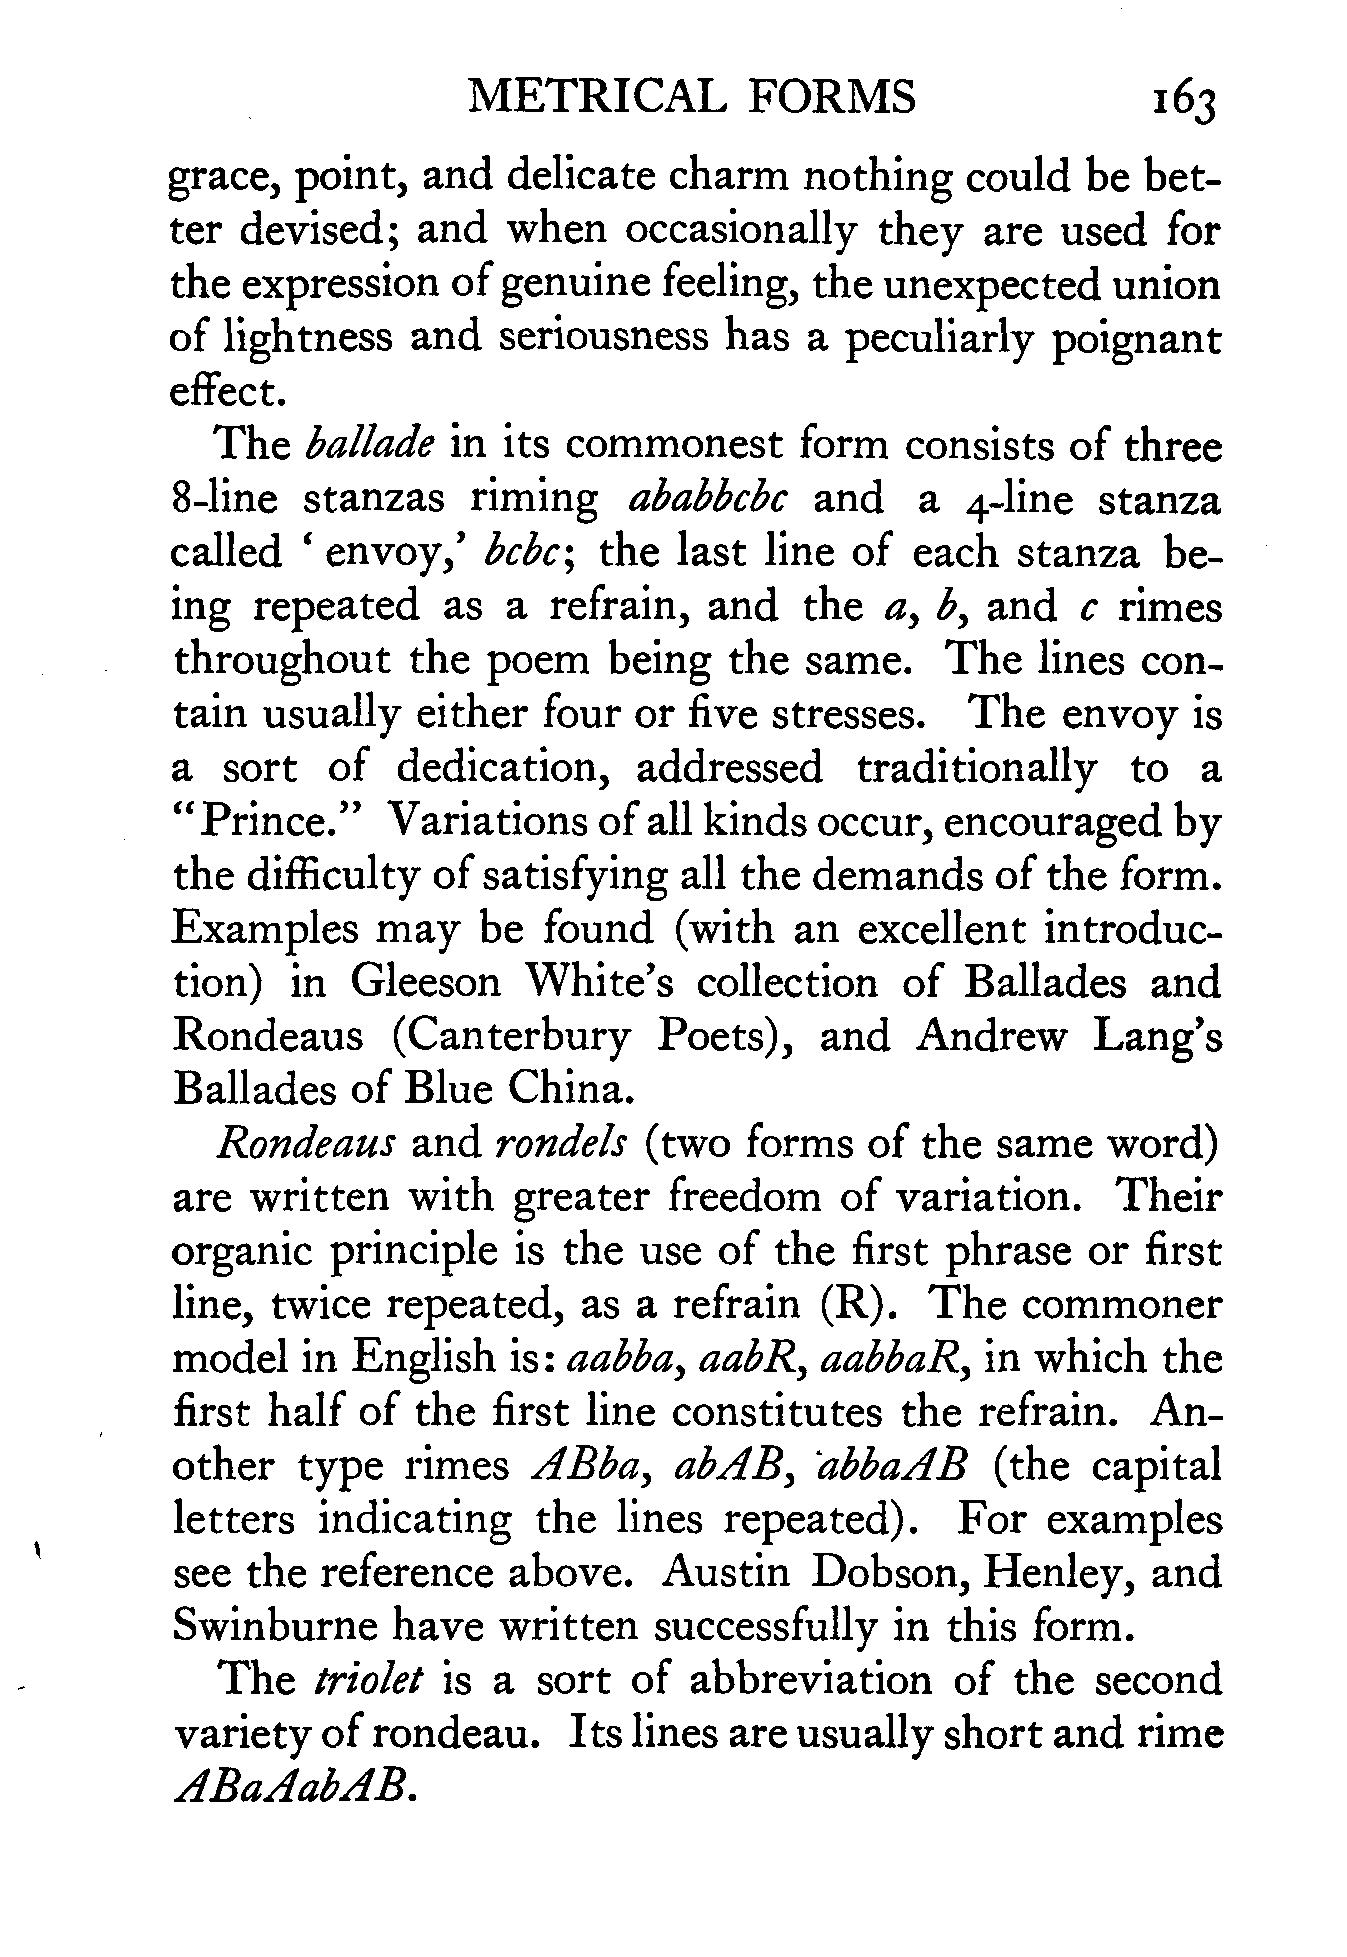 METRICAL FORMS 163
grace, point, and delicate charm nothing could be bet-
ter devised; and when occasionally they are used for
the expression of genuine feeling, the unexpected union
of lightness and seriousness has a peculiarly poignant
effect.
The ballade in its commonest form consists of three
8-line stanzas riming ababbcbc and a 4-line stanza
called ‘envoy,’ bcbc; the last line of each stanza be-
ing repeated as a refrain, and the a, b, and c rimes
throughout the poem being the same. The lines con-
tain usually either four or five stresses. The envoy is
a sort of dedication, addressed traditionally to a
“Prince.” Variations of all kinds occur, encouraged by
the difficulty of satisfying all the demands of the form.
Examples may be found (with an excellent introduc-
tion) in Gleeson White's collection of Ballades and
Rondeaus (Canterbury Poets), and Andrew Lang's
Ballades of Blue China.
Rondeaus and rondels (two forms of the same word)
are written with greater freedom of variation. Their
organic principle is the use of the first phrase or first
line, twice repeated, as a refrain (R). The commoner
model in English is: aabba, aabR, aabbaR, in which the
first half of the first line constitutes the refrain. An-
other type rimes ABba, abAB, abbaAB (the capital
letters indicating the lines repeated). For examples
see the reference above. Austin Dobson, Henley, and
Swinburne have written successfully in this form.
The triolet is a sort of abbreviation of the second
variety of rondeau. Its lines are usually short and rime
ABaAabAB.